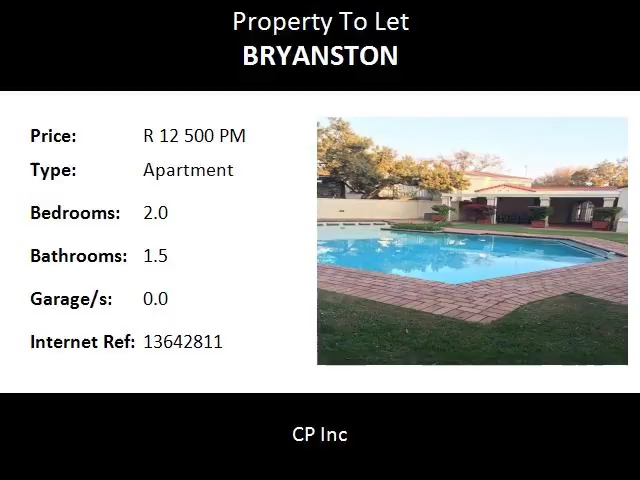 Property To Let
BRYANSTON
Price: R 12 500 PM
Type: Apartment
Bedrooms: 2.0
Bathrooms: 1.5
Garage/s: 0.0
Internet Ref: 13642811
CP Inc